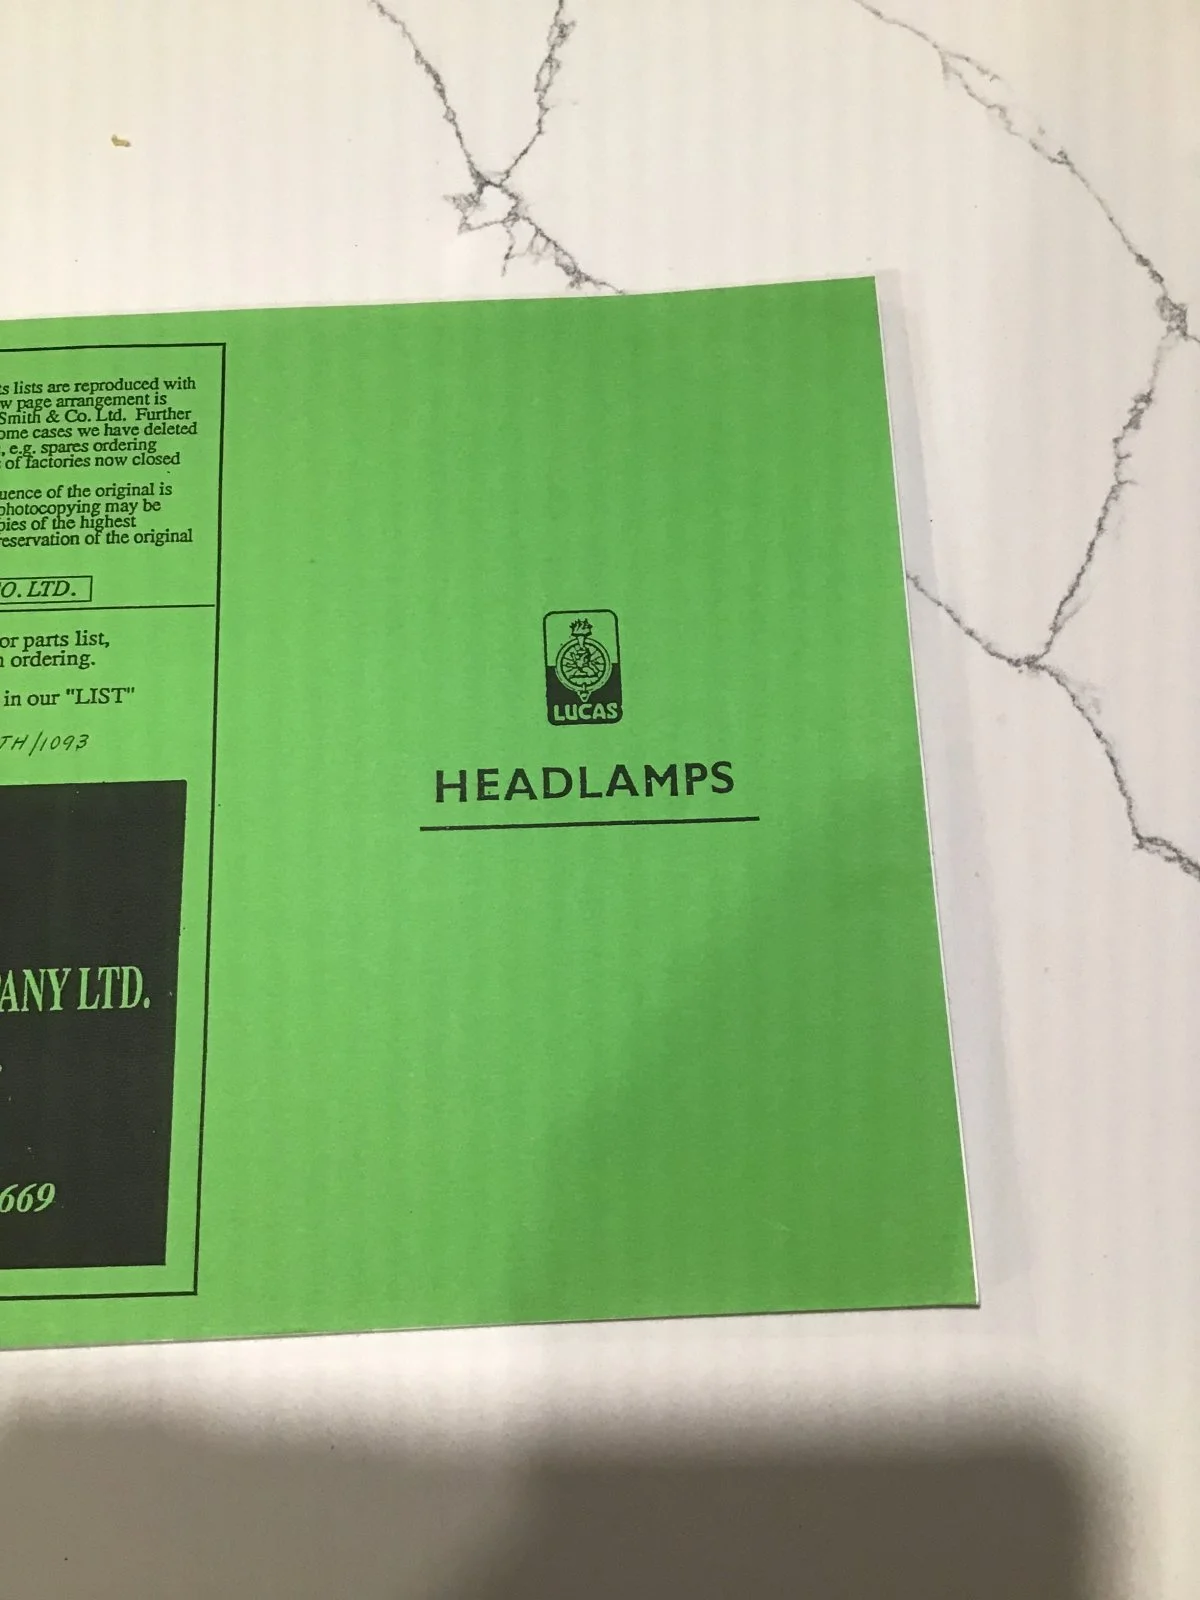 s lists are reproduced with
w page arrangement is
Smith & Co. Ltd. Further
ome cases we have deleted
, e.g. spares ordering
of factories now closed
uence of the original is
photocopying may be
pies of the highest
reservation of the original
O. LTD.
or parts list,
ordering.
in our "LIST"
TH/1093
PANY LTD.
669
LUCAS
HEADLAMPS